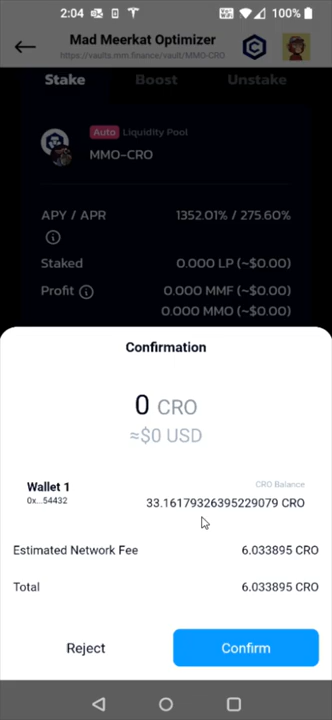 2:04 100%
Mad Meerkat Optimizer
https://vaults.mm.finance/vault/MMO-CRO
Stake Boost Unstake
Auto Liquidity Pool
MMO-CRO
APY / APR 1352.01% / 275.60%
Staked 0.000 LP (~$0.00)
Profit 0.000 MMF (~$0.00)
0.000 MMO (~$0.00)
Confirmation
0 CRO
≈$0 USD
Wallet 1 CRO Balance
0x...54432 33.16179326395229079 CRO
Estimated Network Fee 6.033895 CRO
Total 6.033895 CRO
Reject Confirm